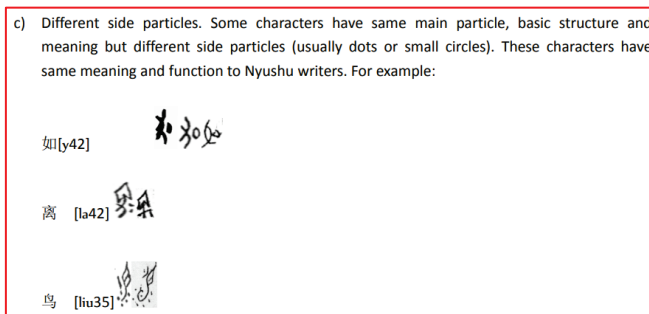 c) Different side particles. Some characters have same main particle, basic structure and
meaning but different side particles (usually dots or small circles). These characters have
same meaning and function to Nyushu writers. For example:
如[y42]
离 [la42]
鸟 [liu35]